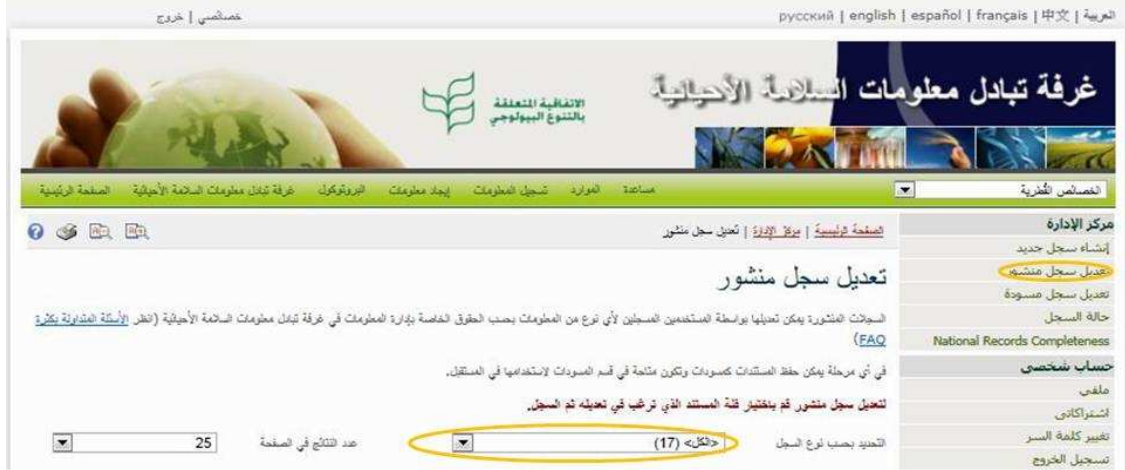 العربية | 中文 | français | español | english | русский
خصائصي | خروج
غرفة تبادل معلومات السلامة الأحيائية
الاتفاقية المتعلقة
بالتنوع البيولوجي
الخصائص القُطرية
الصفحة الرئيسية غرفة تبادل معلومات السلامة الأحيائية البروتوكول إيجاد معلومات تسجيل المعلومات الموارد مساعدة
مركز الإدارة
إنشاء سجل جديد
تعديل سجل منشور
تعديل سجل مسودة
حالة السجل
National Records Completeness
حساب شخصي
ملفي
اشتراكاتي
تغيير كلمة السر
تسجيل الخروج
الصفحة الرئيسية | مركز الإدارة | تعديل سجل منشور
تعديل سجل منشور
السجلات المنشورة يمكن تعديلها بواسطة المستخدمين المسجلين لأي نوع من المعلومات بحسب الحقوق الخاصة بإدارة المعلومات في غرفة تبادل معلومات السلامة الأحيائية (انظر الأسئلة المتداولة بكثرة
FAQ)
في أي مرحلة يمكن حفظ المستندات كمسودات وتكون متاحة في قسم المسودات لاستخدامها في المستقبل.
لتعديل سجل منشور قم باختيار فئة المستند الذي ترغب في تعديله ثم السجل.
التحديد بحسب نوع السجل <الكل> (17) عدد النتائج في الصفحة 25